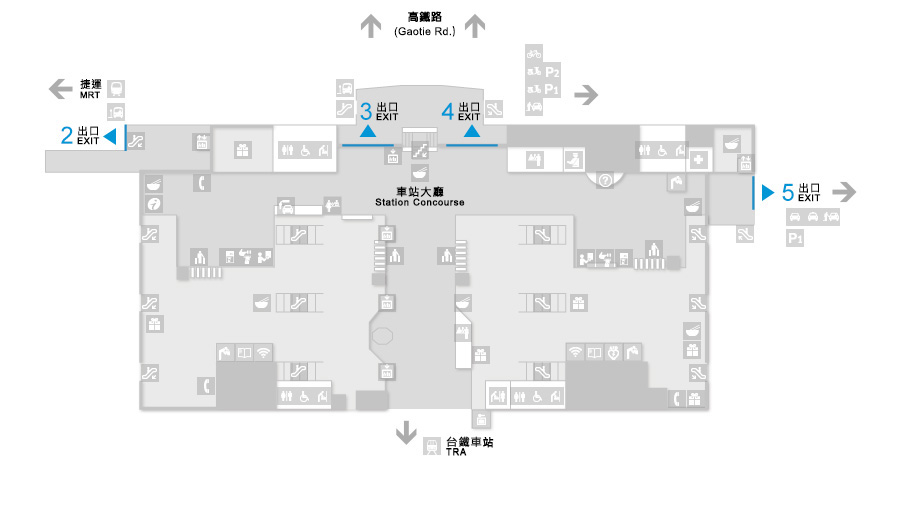 高鐵路
(Gaotie Rd.)
捷運
MRT
P2
P1
2 出口
EXIT
3 出口
EXIT
4 出口
EXIT
車站大廳
Station Concourse
5 出口
EXIT
P1
台鐵車站
TRA